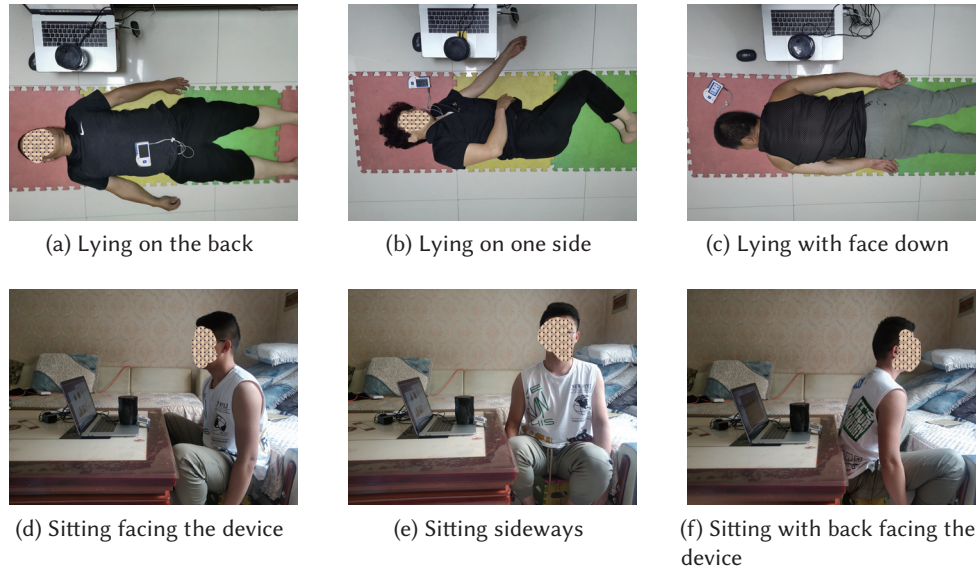 (a) Lying on the back
(b) Lying on one side
(c) Lying with face down
(d) Sitting facing the device
(e) Sitting sideways
(f) Sitting with back facing the
device